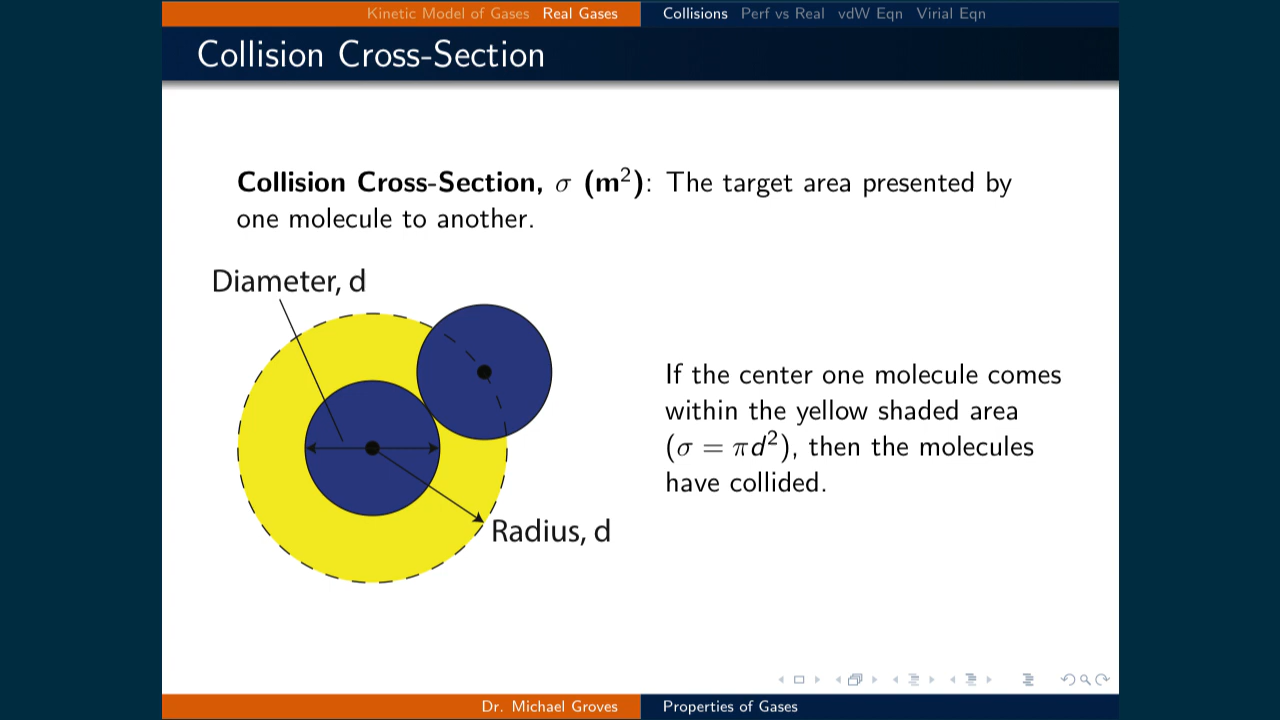 Kinetic Model of Gases Real Gases Collisions Perf vs Real vdW Eqn Virial Eqn
Collision Cross-Section
Collision Cross-Section, σ (m²): The target area presented by
one molecule to another.
Diameter, d
If the center one molecule comes
within the yellow shaded area
(σ = πd²), then the molecules
have collided.
Radius, d
Dr. Michael Groves Properties of Gases